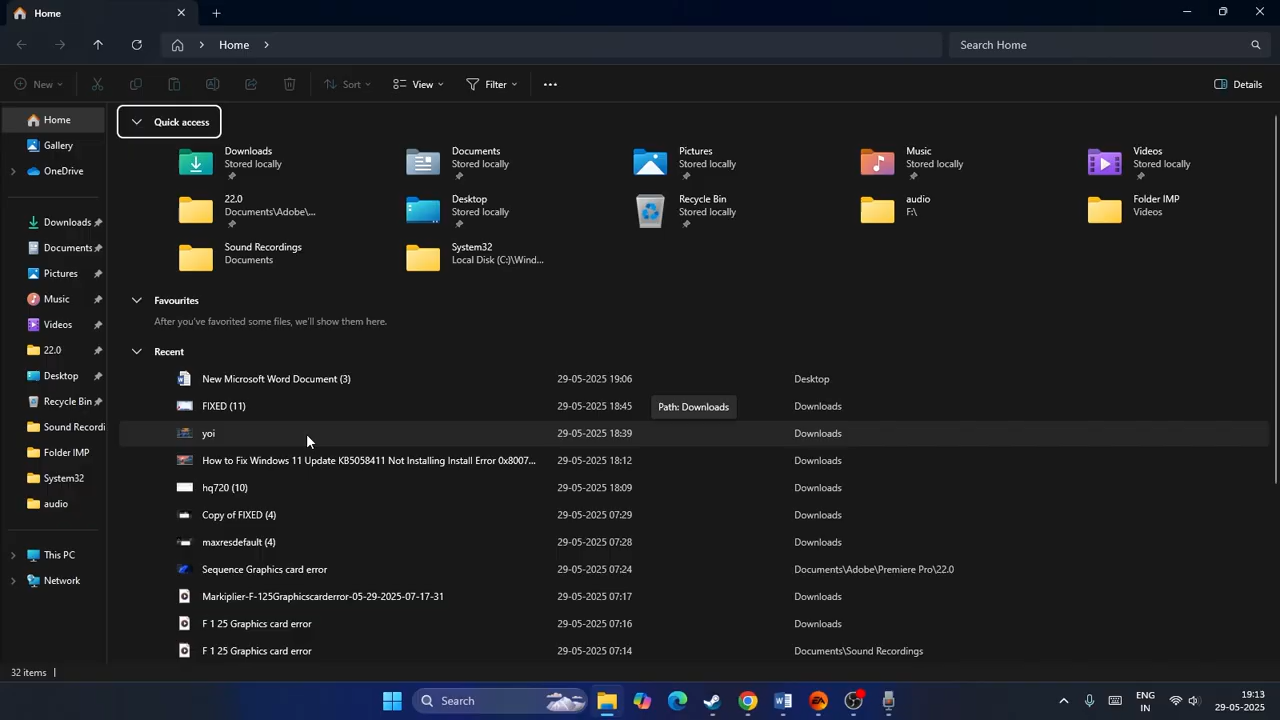 Home
Home
Search Home
New
Sort
View
Filter
Details
Home
Gallery
OneDrive
Downloads
Documents
Pictures
Music
Videos
22.0
Desktop
Recycle Bin
Sound Recordi
Folder IMP
System32
audio
This PC
Network
Quick access
Downloads
Stored locally
Documents
Stored locally
Pictures
Stored locally
Music
Stored locally
Videos
Stored locally
22.0
Documents\Adobe\...
Desktop
Stored locally
Recycle Bin
Stored locally
audio
F:\
Folder IMP
Videos
Sound Recordings
Documents
System32
Local Disk (C:)\Wind...
Favourites
After you've favorited some files, we'll show them here.
Recent
New Microsoft Word Document (3) 29-05-2025 19:06 Desktop
FIXED (11) 29-05-2025 18:45 Downloads
Path: Downloads
yoi 29-05-2025 18:39 Downloads
How to Fix Windows 11 Update KB5058411 Not Installing Install Error 0x8007... 29-05-2025 18:12 Downloads
hq720 (10) 29-05-2025 18:09 Downloads
Copy of FIXED (4) 29-05-2025 07:29 Downloads
maxresdefault (4) 29-05-2025 07:28 Downloads
Sequence Graphics card error 29-05-2025 07:24 Documents\Adobe\Premiere Pro\22.0
Markiplier-F-125Graphicscarderror-05-29-2025-07-17-31 29-05-2025 07:17 Downloads
F 1 25 Graphics card error 29-05-2025 07:16 Downloads
F 1 25 Graphics card error 29-05-2025 07:14 Documents\Sound Recordings
32 items
Search
EA
ENG
IN
19:13
29-05-2025